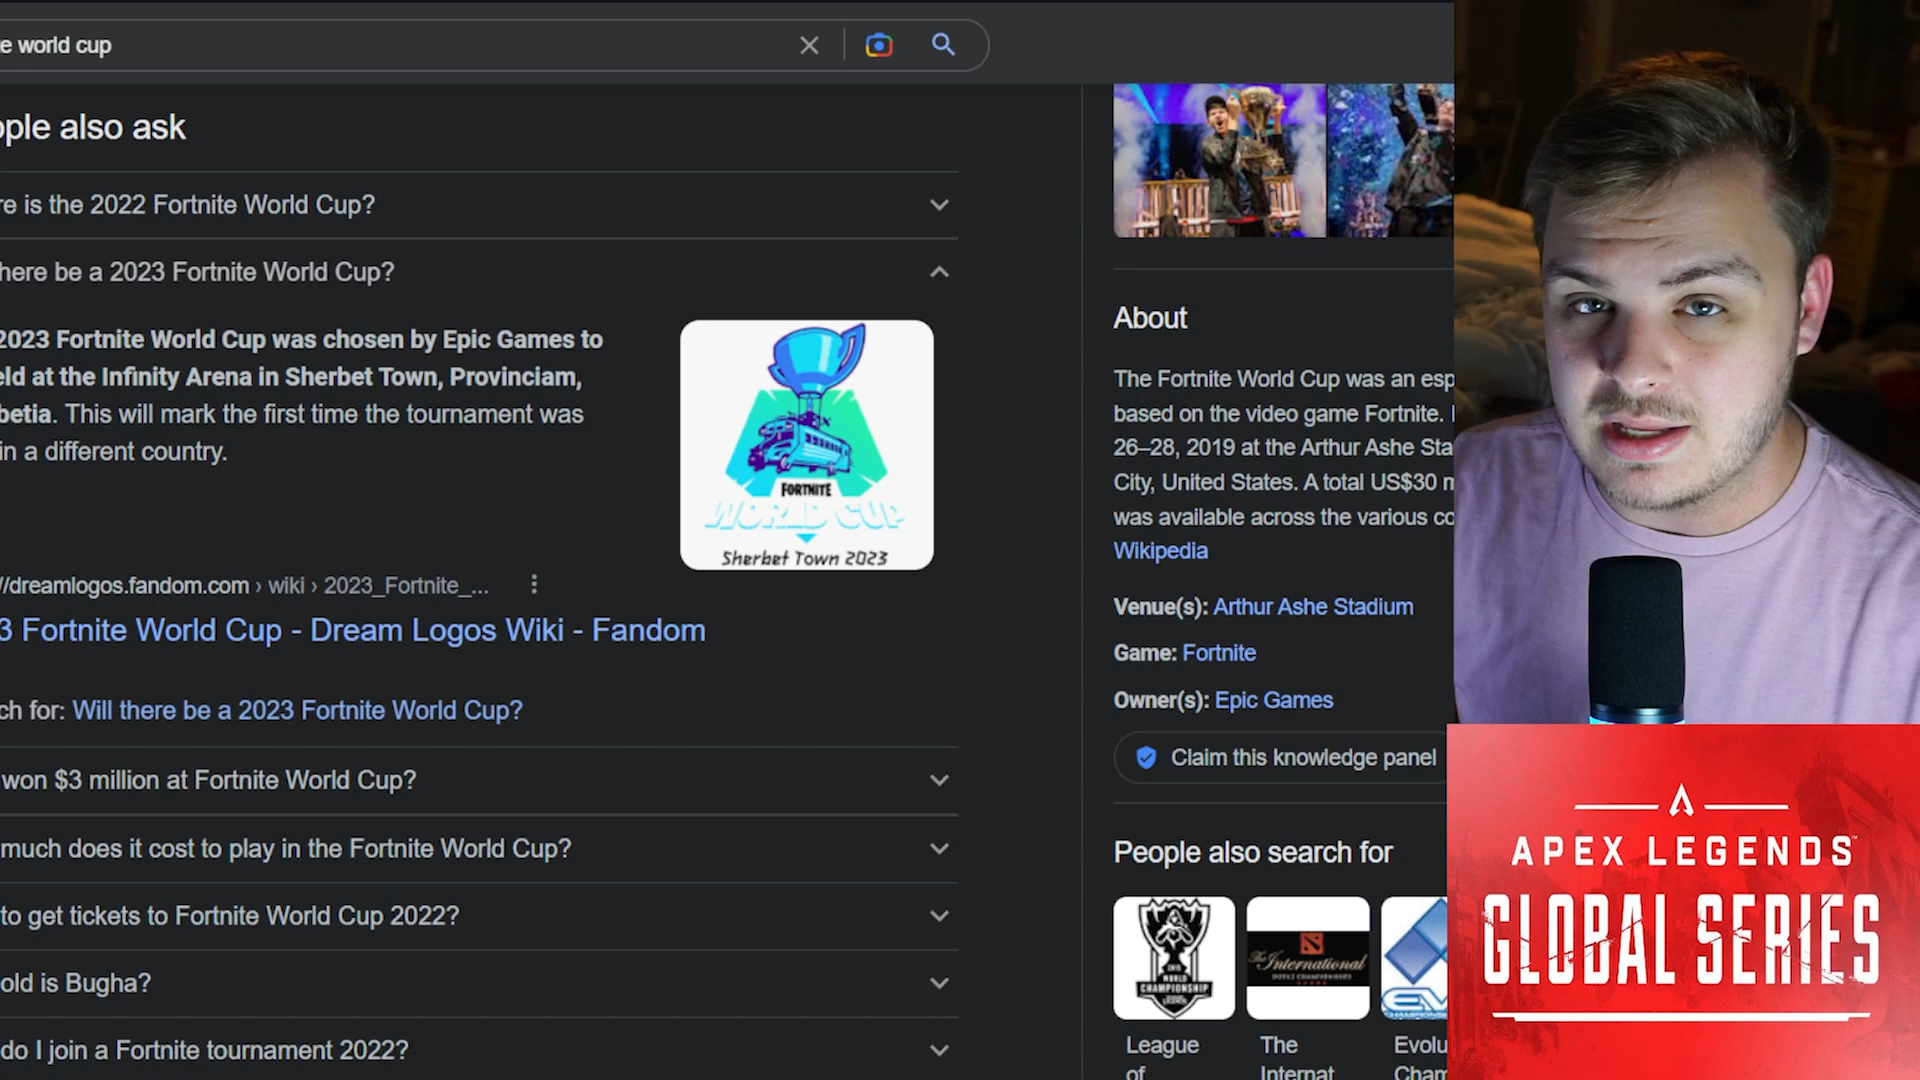 e world cup
ople also ask
re is the 2022 Fortnite World Cup?
here be a 2023 Fortnite World Cup?
2023 Fortnite World Cup was chosen by Epic Games to
eld at the Infinity Arena in Sherbet Town, Provinciam,
betia. This will mark the first time the tournament was
in a different country.
FORTNITE
WORLD CUP
Sherbet Town 2023
//dreamlogos.fandom.com › wiki › 2023_Fortnite_...
3 Fortnite World Cup - Dream Logos Wiki - Fandom
ch for: Will there be a 2023 Fortnite World Cup?
won $3 million at Fortnite World Cup?
much does it cost to play in the Fortnite World Cup?
to get tickets to Fortnite World Cup 2022?
old is Bugha?
do I join a Fortnite tournament 2022?
About
The Fortnite World Cup was an esp
based on the video game Fortnite.
26–28, 2019 at the Arthur Ashe Sta
City, United States. A total US$30 m
was available across the various co
Wikipedia
Venue(s): Arthur Ashe Stadium
Game: Fortnite
Owner(s): Epic Games
Claim this knowledge panel
People also search for
WORLD
CHAMPIONSHIP
The International
DOTA 2 CHAMPIONSHIPS
League
of
The
Internat
Evolu
Cham
APEX LEGENDS™
GLOBAL SERIES